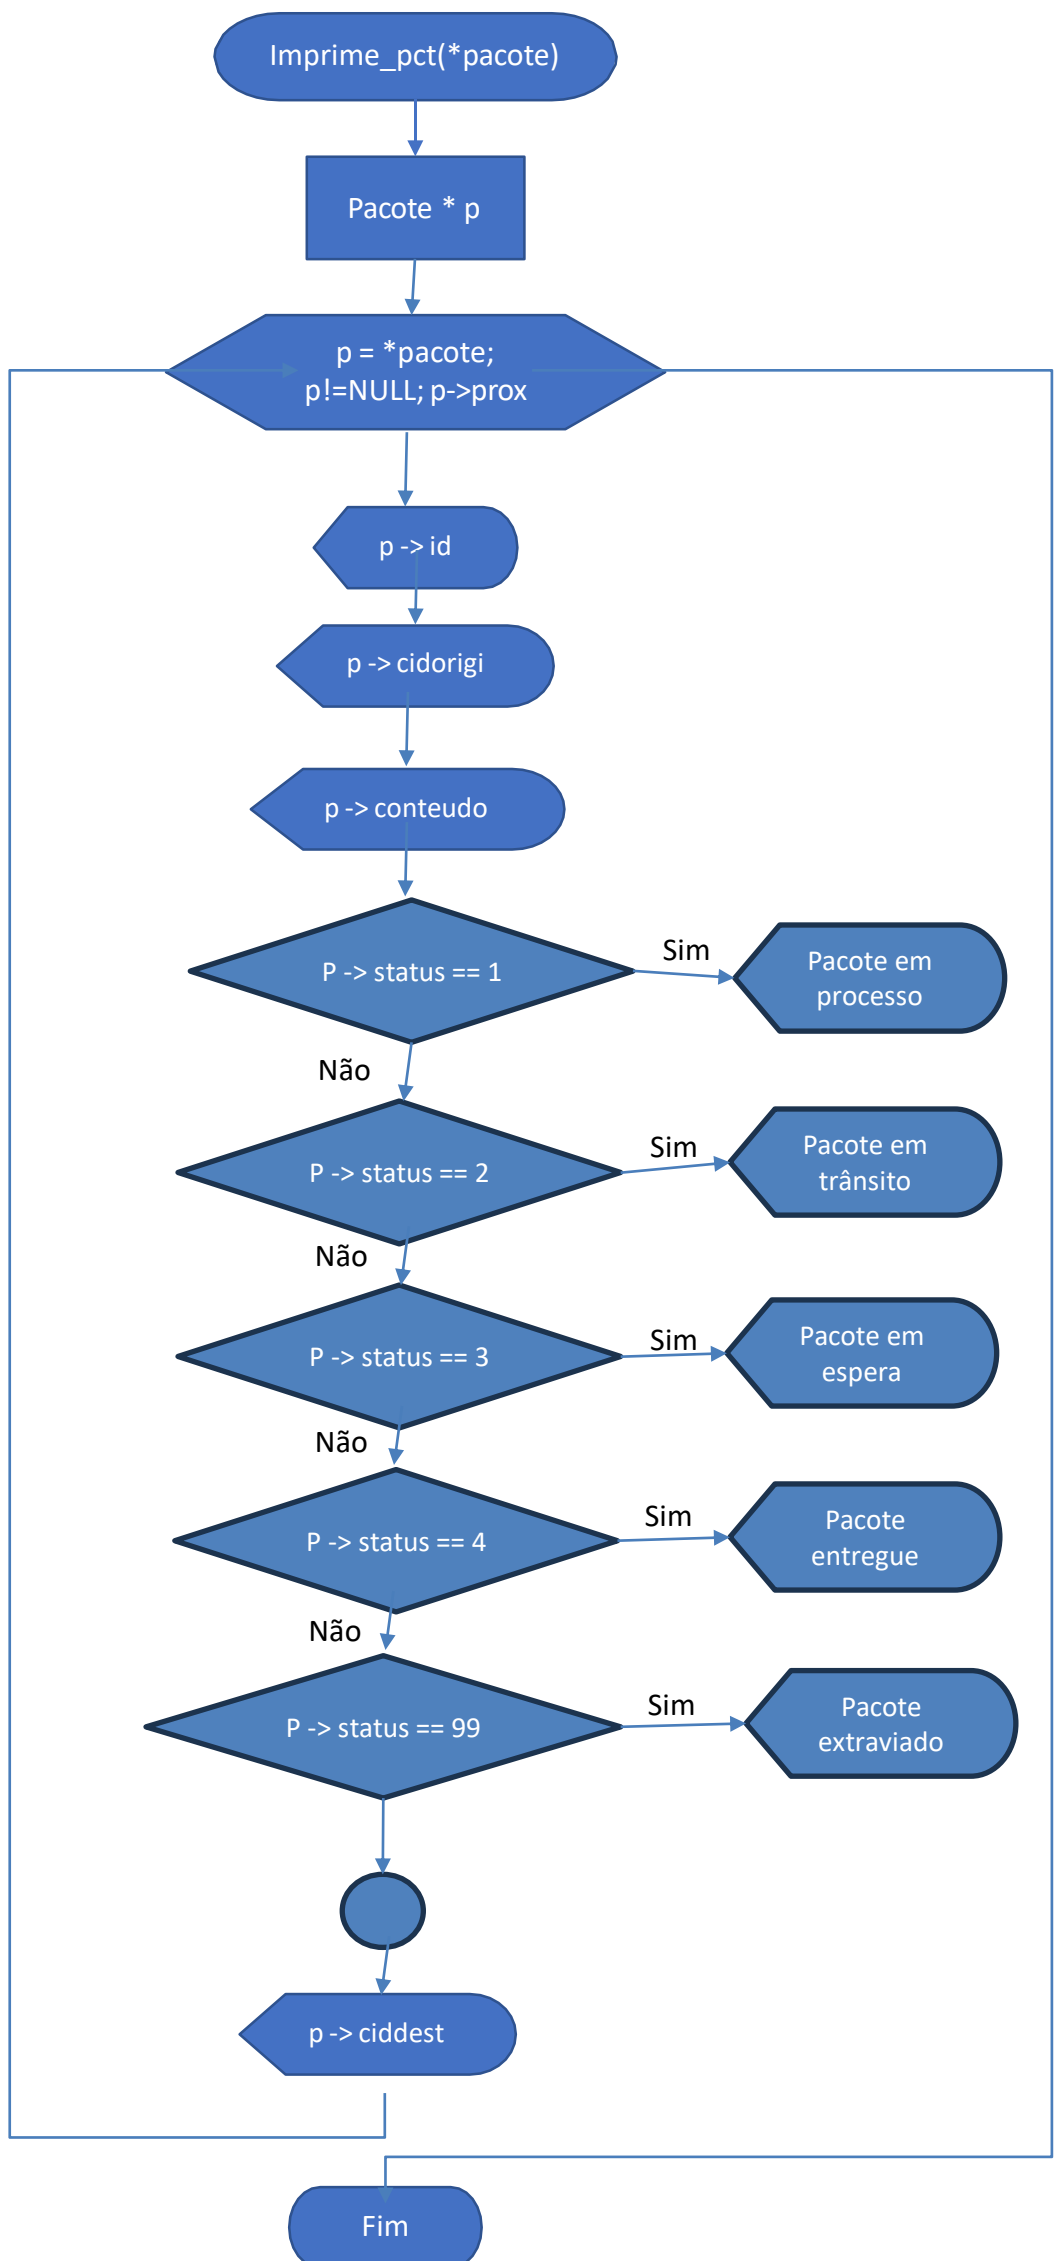 Imprime_pct(*pacote)
Pacote * p
p = *pacote;
p!=NULL; p->prox
p -> id
p -> cidorigi
p -> conteudo
P -> status == 1
Sim
Pacote em
processo
Não
P -> status == 2
Sim
Pacote em
trânsito
Não
P -> status == 3
Sim
Pacote em
espera
Não
P -> status == 4
Sim
Pacote
entregue
Não
P -> status == 99
Sim
Pacote
extraviado
p -> ciddest
Fim